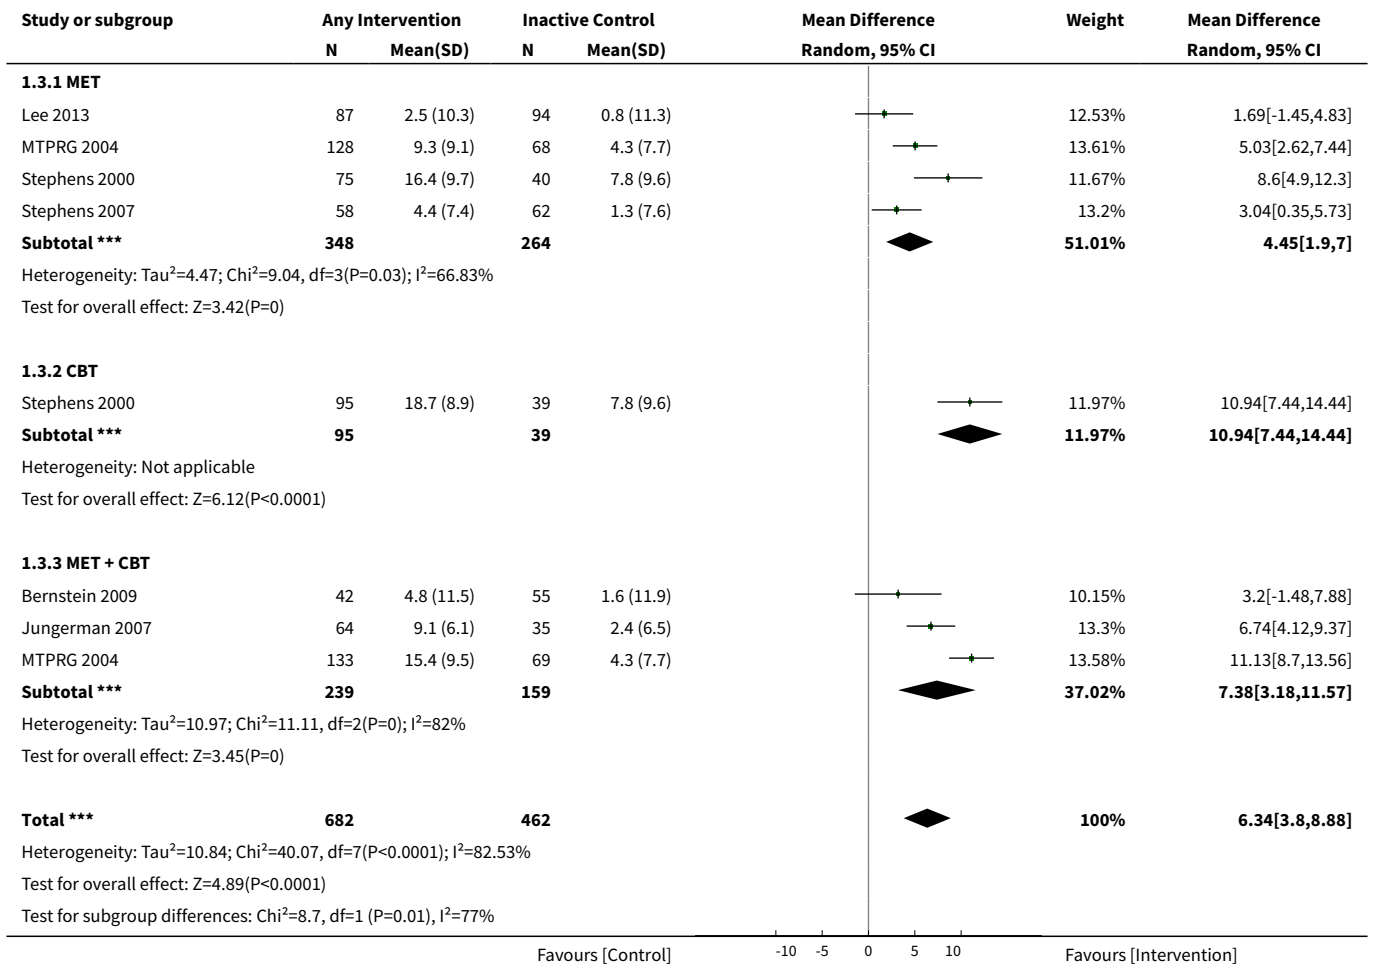 Study or subgroup Any Intervention Inactive Control Mean Difference Weight Mean Difference
N Mean(SD) N Mean(SD) Random, 95% CI Random, 95% CI
1.3.1 MET
Lee 2013 87 2.5 (10.3) 94 0.8 (11.3) 12.53% 1.69[-1.45,4.83]
MTPRG 2004 128 9.3 (9.1) 68 4.3 (7.7) 13.61% 5.03[2.62,7.44]
Stephens 2000 75 16.4 (9.7) 40 7.8 (9.6) 11.67% 8.6[4.9,12.3]
Stephens 2007 58 4.4 (7.4) 62 1.3 (7.6) 13.2% 3.04[0.35,5.73]
Subtotal *** 348 264 51.01% 4.45[1.9,7]
Heterogeneity: Tau²=4.47; Chi²=9.04, df=3(P=0.03); I²=66.83%
Test for overall effect: Z=3.42(P=0)
1.3.2 CBT
Stephens 2000 95 18.7 (8.9) 39 7.8 (9.6) 11.97% 10.94[7.44,14.44]
Subtotal *** 95 39 11.97% 10.94[7.44,14.44]
Heterogeneity: Not applicable
Test for overall effect: Z=6.12(P<0.0001)
1.3.3 MET + CBT
Bernstein 2009 42 4.8 (11.5) 55 1.6 (11.9) 10.15% 3.2[-1.48,7.88]
Jungerman 2007 64 9.1 (6.1) 35 2.4 (6.5) 13.3% 6.74[4.12,9.37]
MTPRG 2004 133 15.4 (9.5) 69 4.3 (7.7) 13.58% 11.13[8.7,13.56]
Subtotal *** 239 159 37.02% 7.38[3.18,11.57]
Heterogeneity: Tau²=10.97; Chi²=11.11, df=2(P=0); I²=82%
Test for overall effect: Z=3.45(P=0)
Total *** 682 462 100% 6.34[3.8,8.88]
Heterogeneity: Tau²=10.84; Chi²=40.07, df=7(P<0.0001); I²=82.53%
Test for overall effect: Z=4.89(P<0.0001)
Test for subgroup differences: Chi²=8.7, df=1 (P=0.01), I²=77%
Favours [Control] -10 -5 0 5 10 Favours [Intervention]